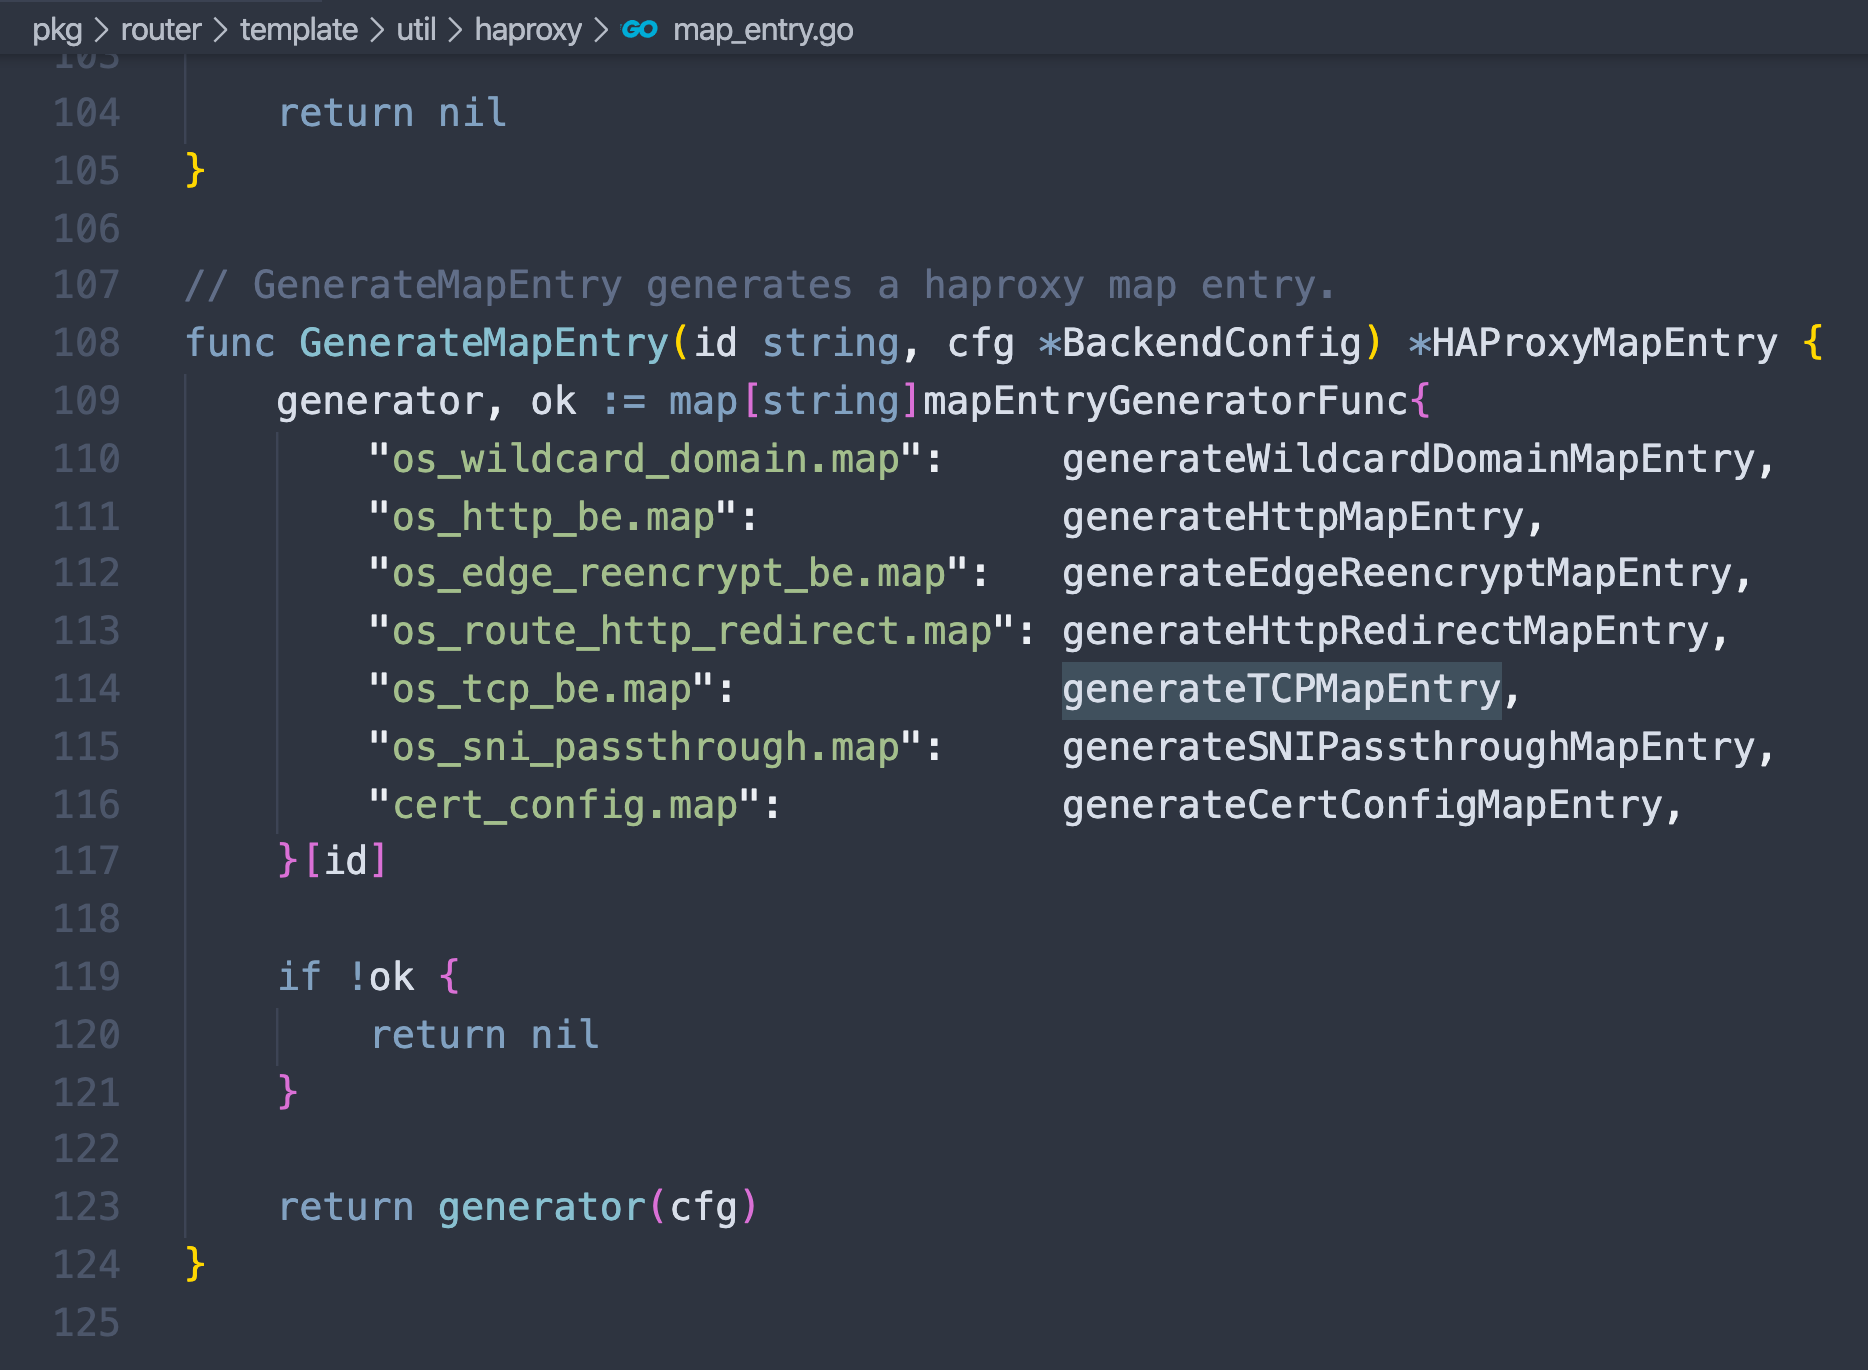 pkg > router > template > util > haproxy > GO map_entry.go
103
104 return nil
105 }
106
107 // GenerateMapEntry generates a haproxy map entry.
108 func GenerateMapEntry(id string, cfg *BackendConfig) *HAProxyMapEntry {
109 generator, ok := map[string]mapEntryGeneratorFunc{
110 "os_wildcard_domain.map": generateWildcardDomainMapEntry,
111 "os_http_be.map": generateHttpMapEntry,
112 "os_edge_reencrypt_be.map": generateEdgeReencryptMapEntry,
113 "os_route_http_redirect.map": generateHttpRedirectMapEntry,
114 "os_tcp_be.map": generateTCPMapEntry,
115 "os_sni_passthrough.map": generateSNIPassthroughMapEntry,
116 "cert_config.map": generateCertConfigMapEntry,
117 }[id]
118
119 if !ok {
120 return nil
121 }
122
123 return generator(cfg)
124 }
125